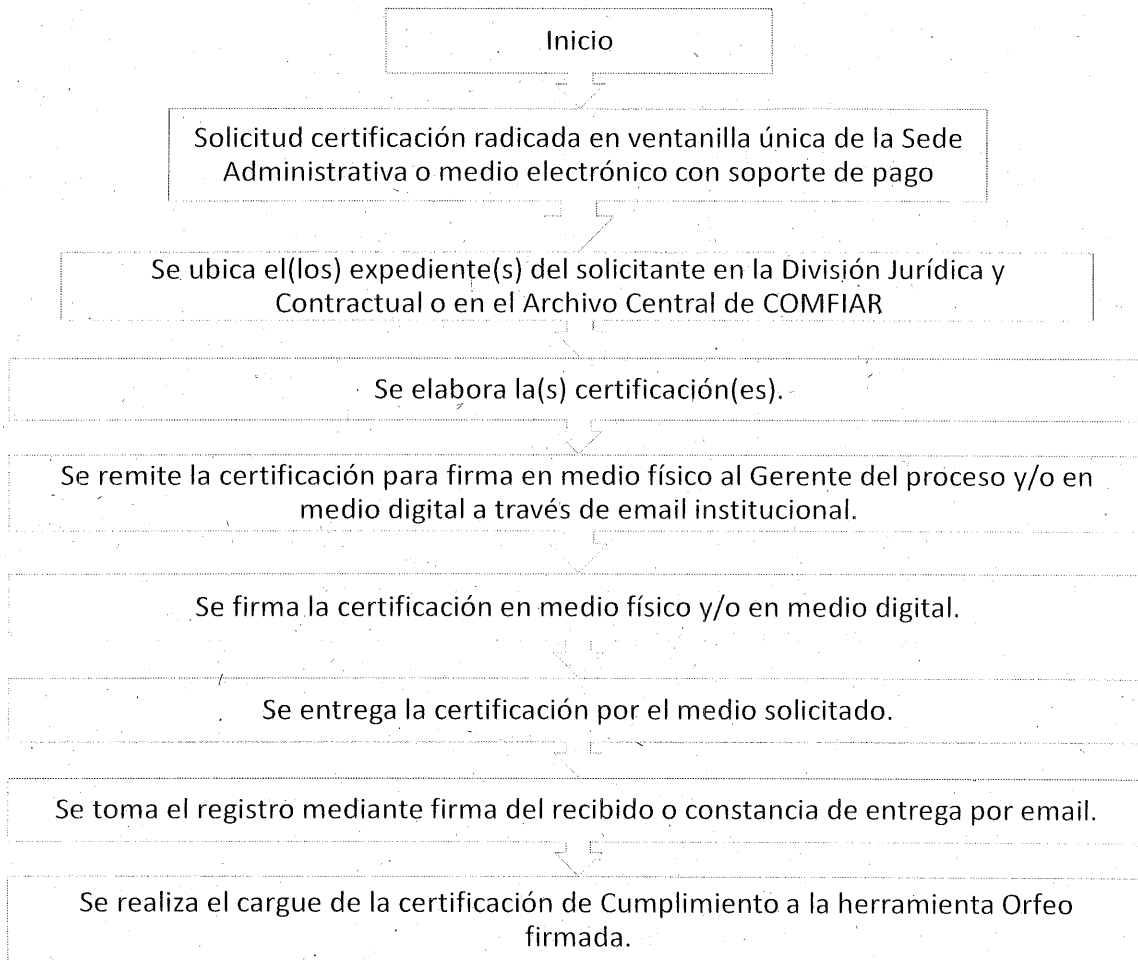 Inicio
Solicitud certificación radicada en ventanilla única de la Sede
Administrativa o medio electrónico con soporte de pago
Se ubica el(los) expediente(s) del solicitante en la División Jurídica y
Contractual o en el Archivo Central de COMFIAR
Se elabora la(s) certificación(es).
Se remite la certificación para firma en medio físico al Gerente del proceso y/o en
medio digital a través de email institucional.
Se firma la certificación en medio físico y/o en medio digital.
Se entrega la certificación por el medio solicitado.
Se toma el registro mediante firma del recibido o constancia de entrega por email.
Se realiza el cargue de la certificación de Cumplimiento a la herramienta Orfeo
firmada.